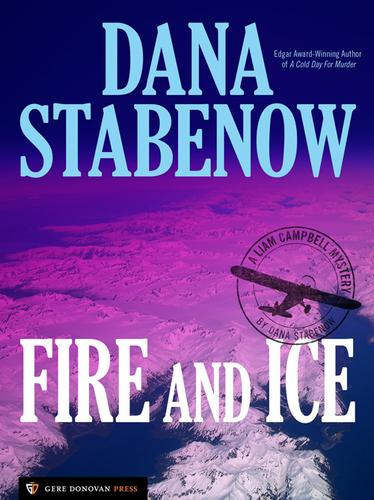 DANA
STABENOW
Edgar Award-Winning Author
of A Cold Day For Murder
A LIAM CAMPBELL MYSTERY
BY DANA STABENOW
FIRE AND ICE
GERE DONOVAN PRESS